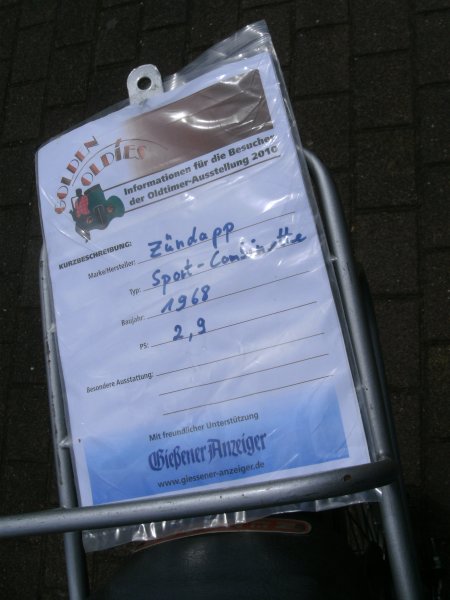 GOLDEN
OLDIES
Informationen für die Besucher
der Oldtimer-Ausstellung 2010
KURZBESCHREIBUNG:
Marke/Hersteller: Zündapp
Typ: Sport-Combinette
Baujahr: 1968
PS: 2,9
Besondere Ausstattung:
Mit freundlicher Unterstützung
Gießener Anzeiger
www.giessener-anzeiger.de